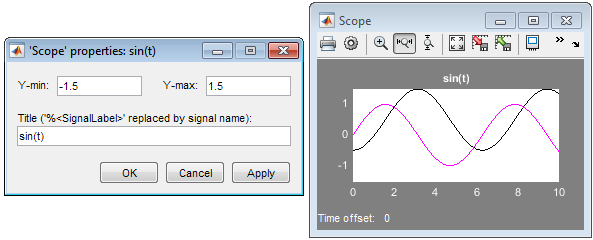 'Scope' properties: sin(t)
Y-min: -1.5 Y-max: 1.5
Title ('%<SignalLabel>' replaced by signal name):
sin(t)
OK Cancel Apply
Scope
»
sin(t)
1
0
-1
0 2 4 6 8 10
Time offset: 0